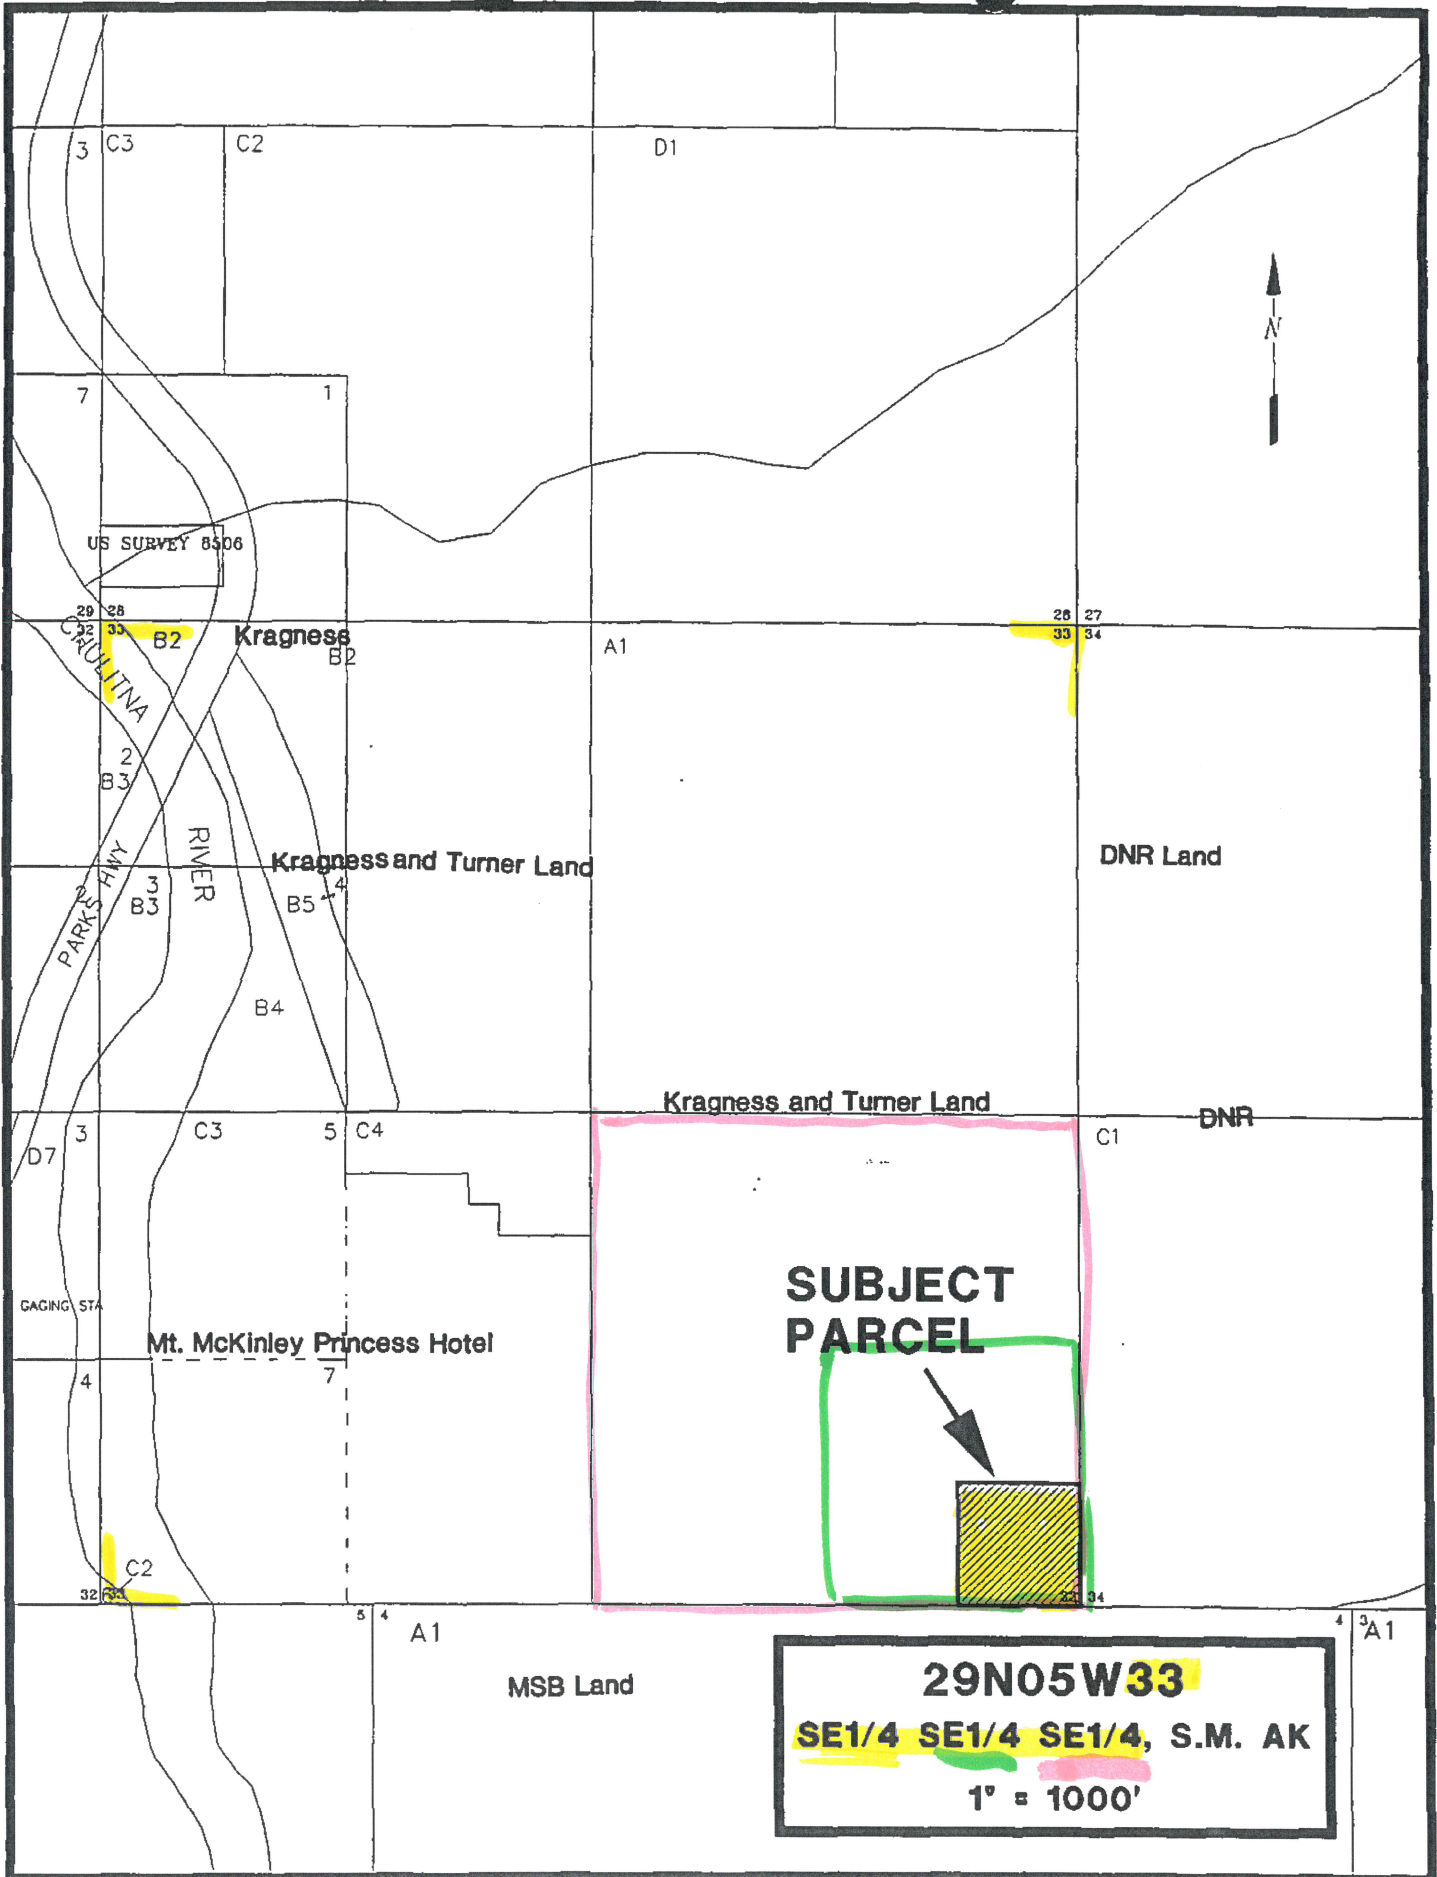 3 C3 C2 D1
N
7 1
US SURVEY 8506
29 28
32 33 B2
Kragness
B2
A1
28 27
33 34
CHULITNA
2
B3
RIVER
PARKS HWY
Kragness and Turner Land
DNR Land
3
B3
2
4
B5
B4
Kragness and Turner Land
DNR
3 C3 5 C4 C1
D7
SUBJECT
PARCEL
GAGING STA
Mt. McKinley Princess Hotel
4 7
C2
32 33
33 34
5 4
A1
4 3
A1
MSB Land
29N05W33
SE1/4 SE1/4 SE1/4, S.M. AK
1" = 1000'